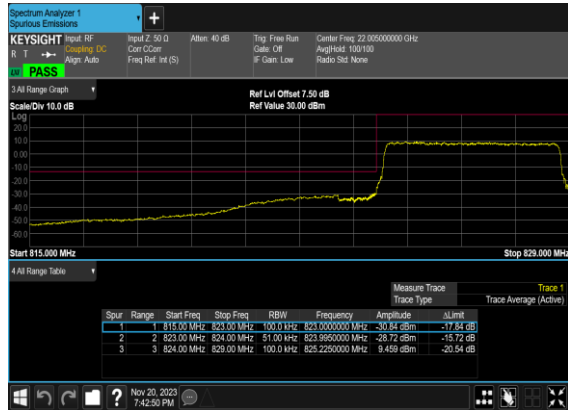 Spectrum Analyzer 1
Spurious Emissions
+
KEYSIGHT Input: RF Input Z: 50 Ω Atten: 40 dB Trig: Free Run Center Freq: 22.005000000 GHz
R T Coupling: DC Corr CCorr Gate: Off Avg|Hold: 100/100
Align: Auto Freq Ref: Int (S) IF Gain: Low Radio Std: None
PASS
3 All Range Graph
Ref Lvl Offset 7.50 dB
Scale/Div 10.0 dB Ref Value 30.00 dBm
Log
20.0
10.0
0.00
-10.0
-20.0
-30.0
-40.0
-50.0
-60.0
Start 815.000 MHz Stop 829.000 MHz
4 All Range Table
Measure Trace Trace 1
Trace Type Trace Average (Active)
Spur Range Start Freq Stop Freq RBW Frequency Amplitude ΔLimit
1 1 815.00 MHz 823.00 MHz 100.0 kHz 823.0000000 MHz -30.84 dBm -17.84 dB
2 2 823.00 MHz 824.00 MHz 51.00 kHz 823.9950000 MHz -28.72 dBm -15.72 dB
3 3 824.00 MHz 829.00 MHz 100.0 kHz 825.2250000 MHz 9.459 dBm -20.54 dB
? Nov 20, 2023
7:42:50 PM